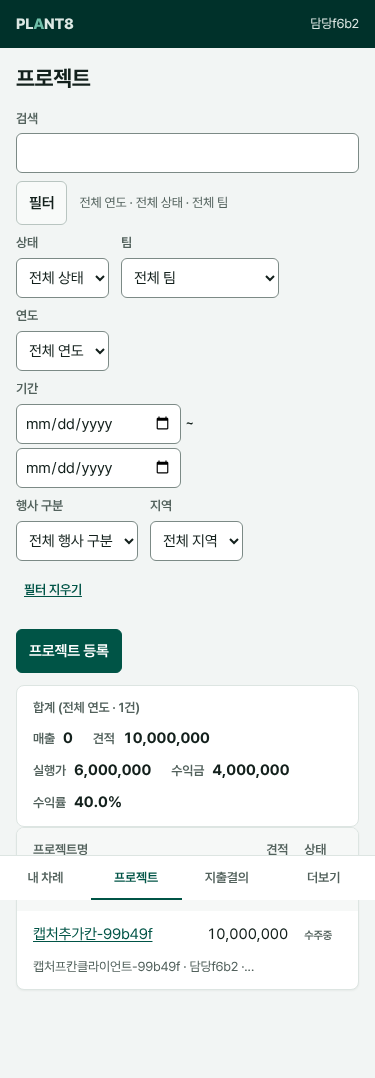 PLANT8 담당f6b2
프로젝트
검색
필터 전체 연도 · 전체 상태 · 전체 팀
상태 팀
전체 상태 전체 팀
연도
전체 연도
기간
mm/dd/yyyy ~
mm/dd/yyyy
행사 구분 지역
전체 행사 구분 전체 지역
필터 지우기
프로젝트 등록
합계 (전체 연도 · 1건)
매출 0 견적 10,000,000
실행가 6,000,000 수익금 4,000,000
수익률 40.0%
프로젝트명 견적 상태
내 차례 프로젝트 지출결의 더보기
캡처추가칸-99b49f 10,000,000 수주중
캡처프칸클라이언트-99b49f · 담당f6b2 ·...